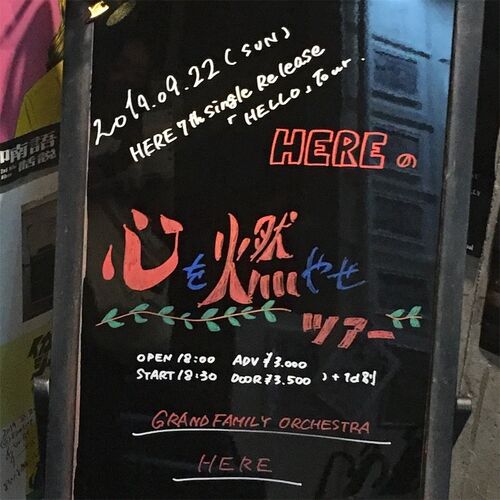 2019.09.22 (SUN)
HERE 7th Single Release
「HELLO」Tour
HEREの
心を燃やせ
ツアー
OPEN 18:00 ADV ¥3.000
START 18:30 DOOR ¥3.500 ) + 1d別
GRAND FAMILY ORCHESTRA
HERE